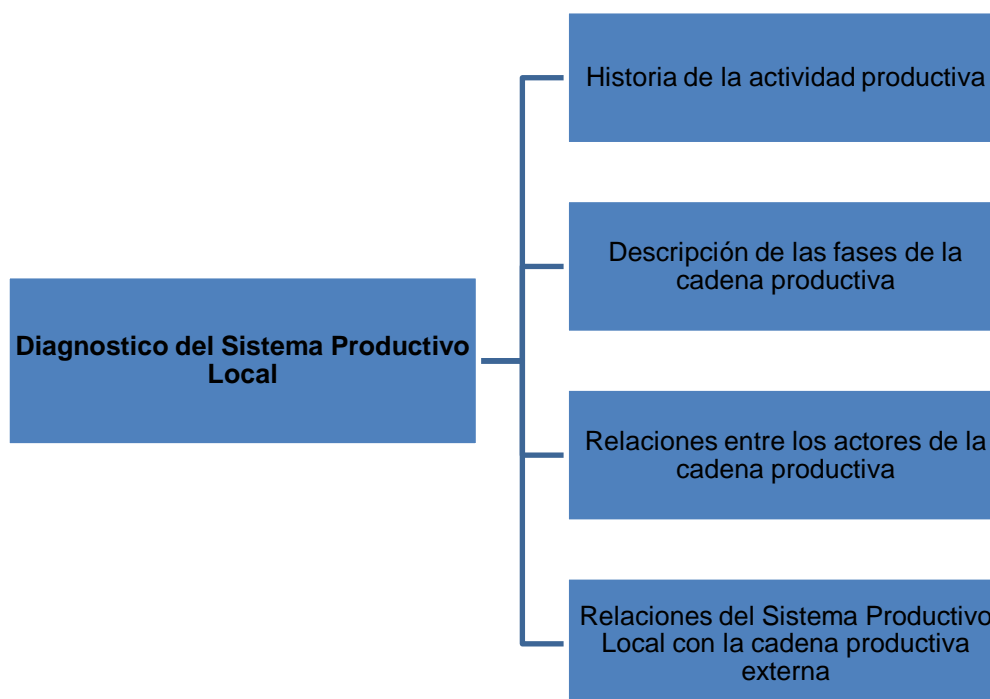 Historia de la actividad productiva
Descripción de las fases de la
cadena productiva
Diagnostico del Sistema Productivo
Local
Relaciones entre los actores de la
cadena productiva
Relaciones del Sistema Productivo
Local con la cadena productiva
externa